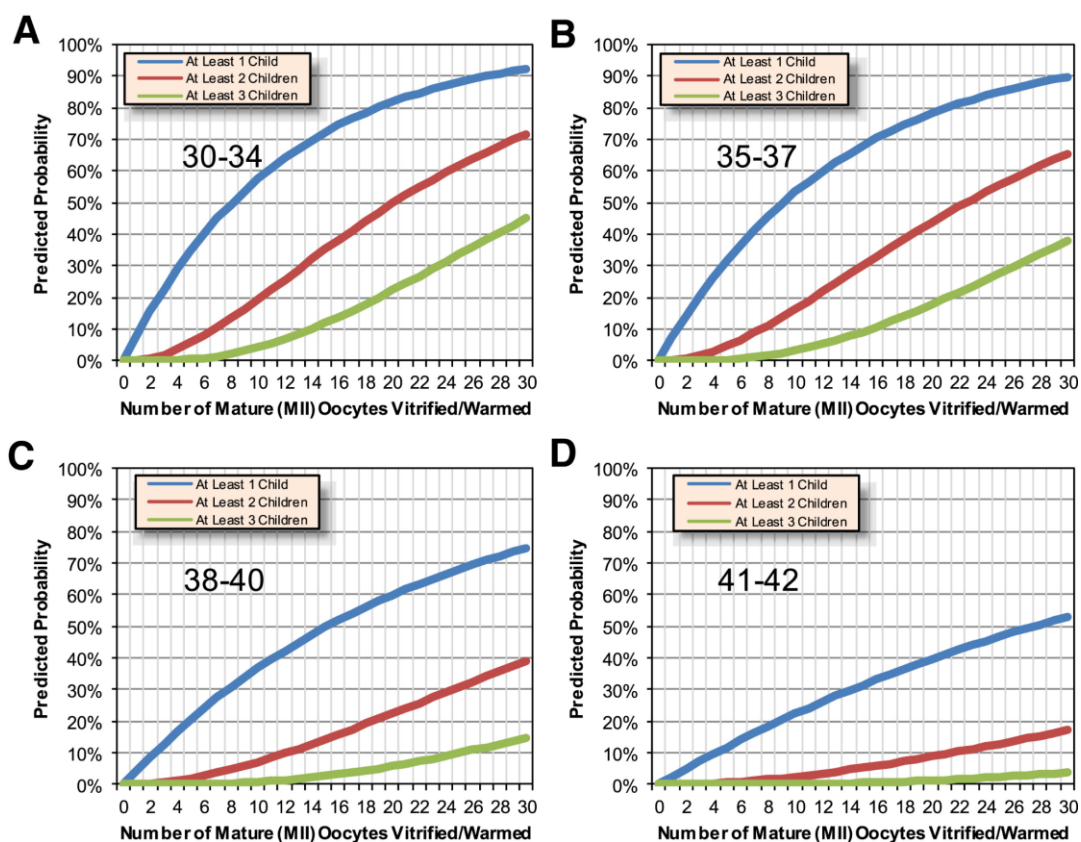 A
100%
90%
80%
70%
60%
50%
40%
30%
20%
10%
0%
Predicted Probability
At Least 1 Child
At Least 2 Children
At Least 3 Children
30-34
0 2 4 6 8 10 12 14 16 18 20 22 24 26 28 30
Number of Mature (MII) Oocytes Vitrified/Warmed
B
100%
90%
80%
70%
60%
50%
40%
30%
20%
10%
0%
Predicted Probability
At Least 1 Child
At Least 2 Children
At Least 3 Children
35-37
0 2 4 6 8 10 12 14 16 18 20 22 24 26 28 30
Number of Mature (MII) Oocytes Vitrified/Warmed
C
100%
90%
80%
70%
60%
50%
40%
30%
20%
10%
0%
Predicted Probability
At Least 1 Child
At Least 2 Children
At Least 3 Children
38-40
0 2 4 6 8 10 12 14 16 18 20 22 24 26 28 30
Number of Mature (MII) Oocytes Vitrified/Warmed
D
100%
90%
80%
70%
60%
50%
40%
30%
20%
10%
0%
Predicted Probability
At Least 1 Child
At Least 2 Children
At Least 3 Children
41-42
0 2 4 6 8 10 12 14 16 18 20 22 24 26 28 30
Number of Mature (MII) Oocytes Vitrified/Warmed